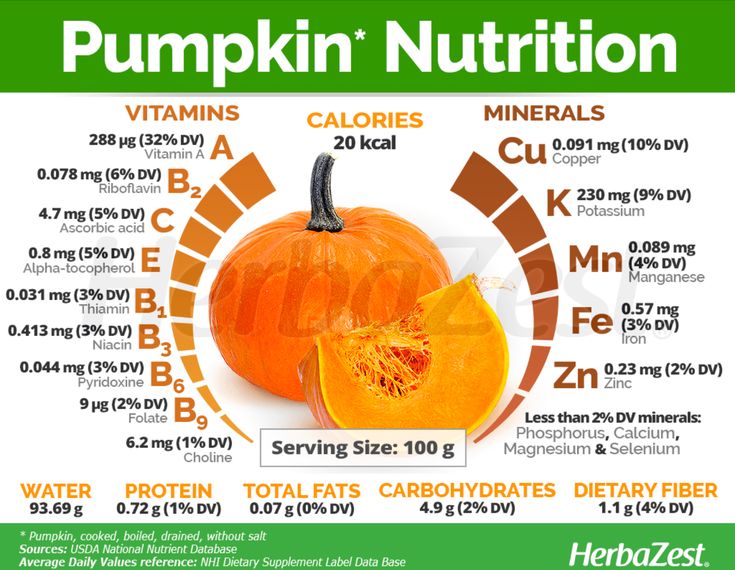 Pumpkin* Nutrition
VITAMINS
288 µg (32% DV)
Vitamin A
A
0.078 mg (6% DV)
Riboflavin
B2
4.7 mg (5% DV)
Ascorbic acid
C
0.8 mg (5% DV)
Alpha-tocopherol
E
0.031 mg (3% DV)
Thiamin
B1
0.413 mg (3% DV)
Niacin
B3
0.044 mg (3% DV)
Pyridoxine
B6
9 µg (2% DV)
Folate
B9
6.2 mg (1% DV)
Choline
CALORIES
20 kcal
MINERALS
Cu
0.091 mg (10% DV)
Copper
K
230 mg (9% DV)
Potassium
Mn
0.089 mg
(4% DV)
Manganese
Fe
0.57 mg
(3% DV)
Iron
Zn
0.23 mg (2% DV)
Zinc
Less than 2% DV minerals:
Phosphorus, Calcium,
Magnesium & Selenium
HerbaZest®
Serving Size: 100 g
WATER
93.69 g
PROTEIN
0.72 g (1% DV)
TOTAL FATS
0.07 g (0% DV)
CARBOHYDRATES
4.9 g (2% DV)
DIETARY FIBER
1.1 g (4% DV)
* Pumpkin, cooked, boiled, drained, without salt
Sources: USDA National Nutrient Database
Average Daily Values reference: NHI Dietary Supplement Label Data Base
HerbaZest®